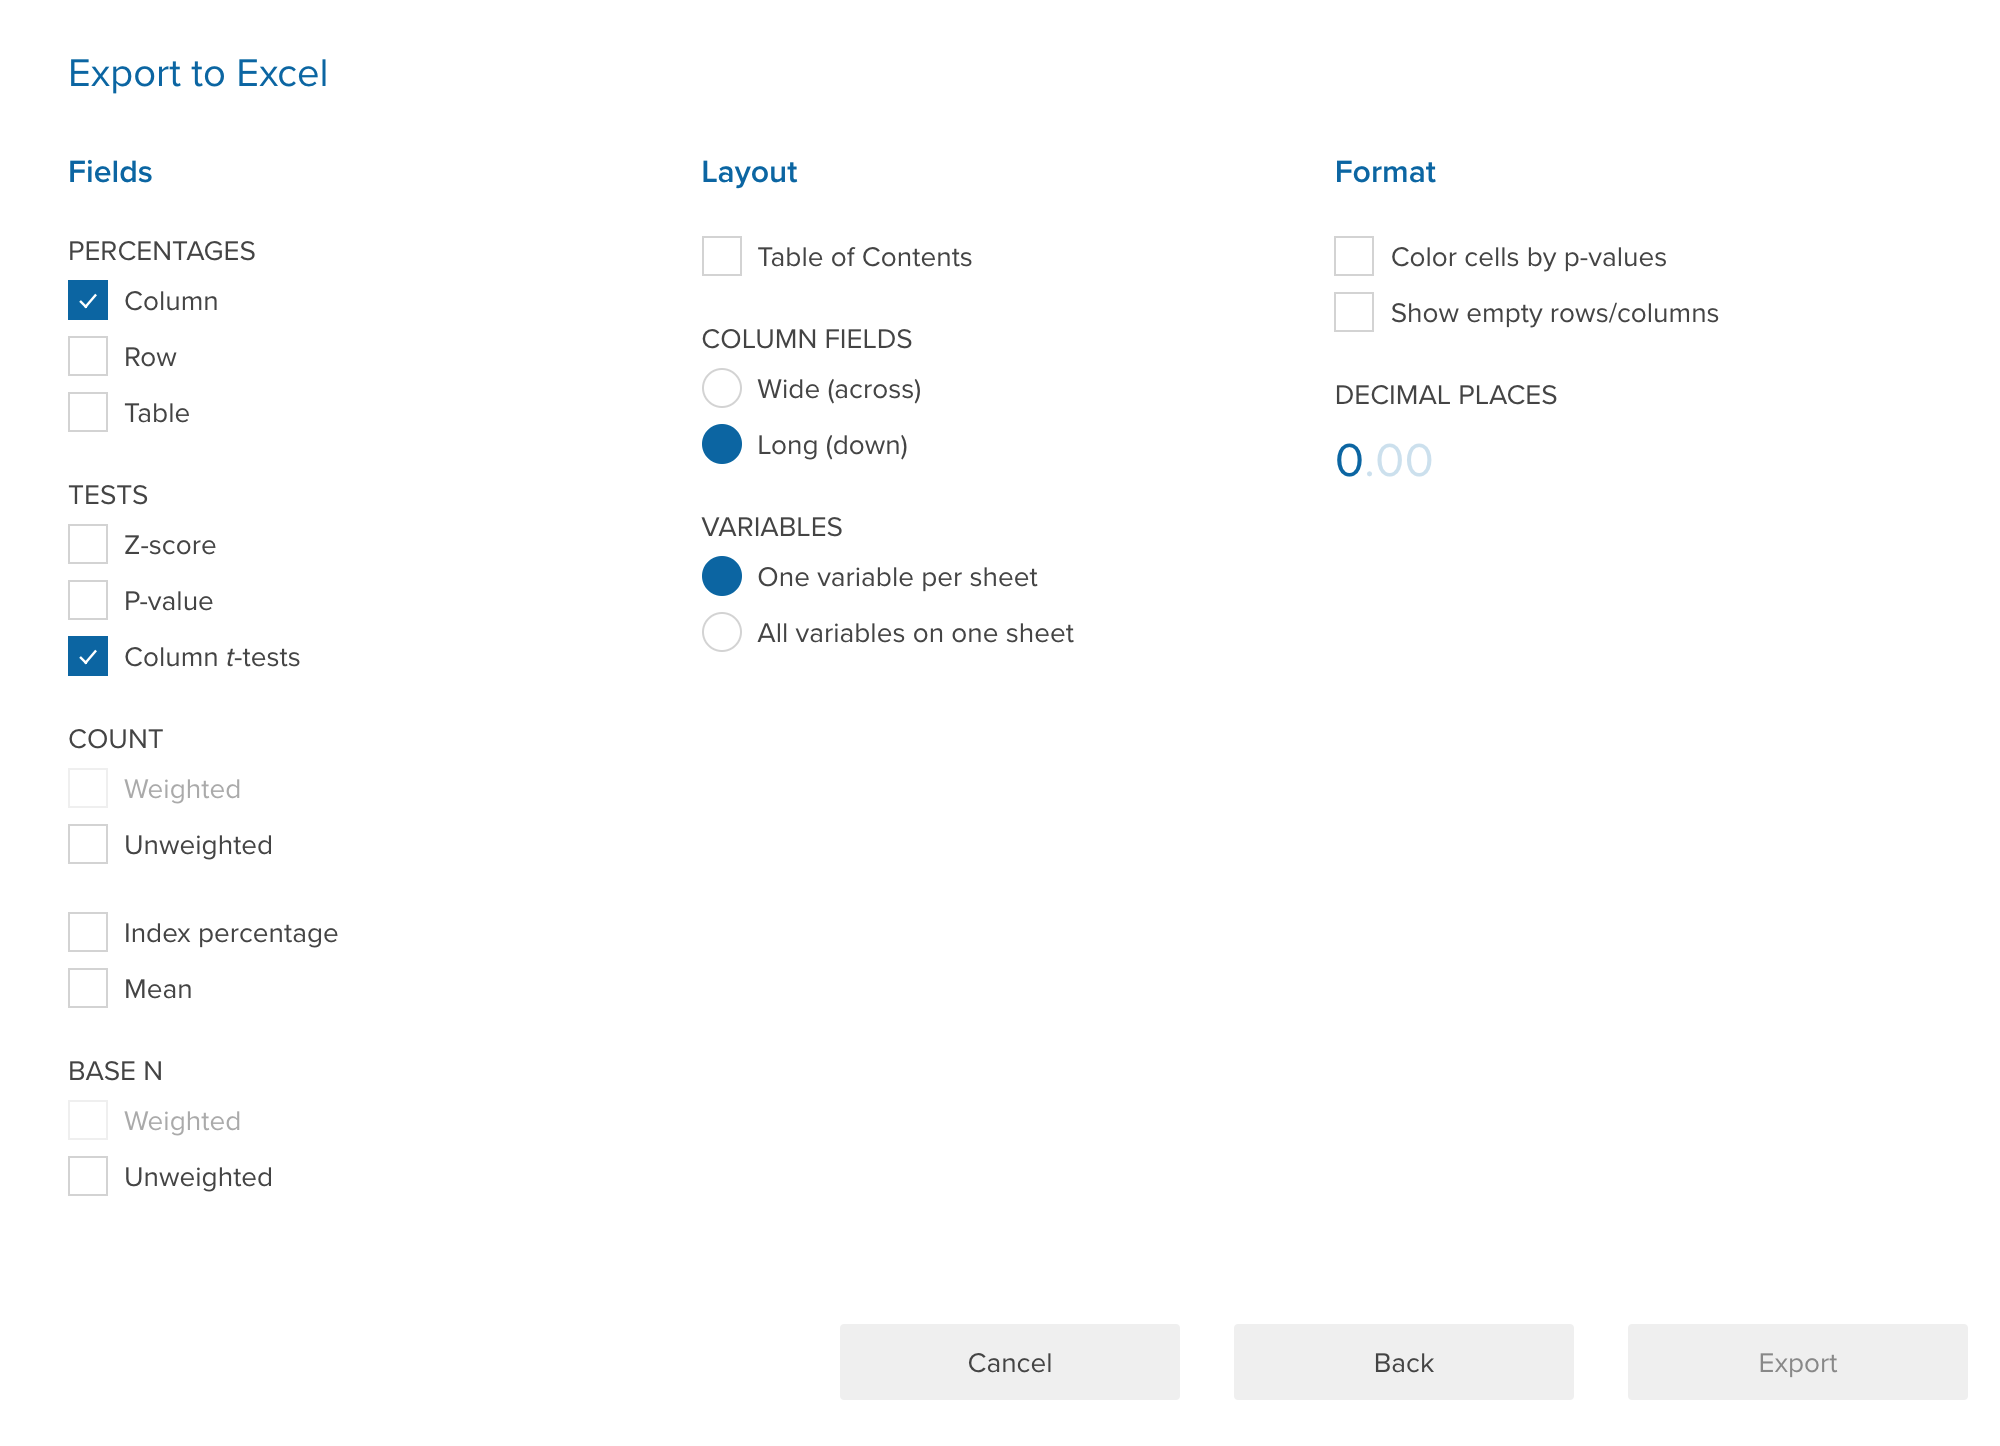 Export to Excel
Fields
PERCENTAGES
Column
Row
Table
TESTS
Z-score
P-value
Column t-tests
COUNT
Weighted
Unweighted
Index percentage
Mean
BASE N
Weighted
Unweighted
Layout
Table of Contents
COLUMN FIELDS
Wide (across)
Long (down)
VARIABLES
One variable per sheet
All variables on one sheet
Format
Color cells by p-values
Show empty rows/columns
DECIMAL PLACES
0.00
Cancel
Back
Export